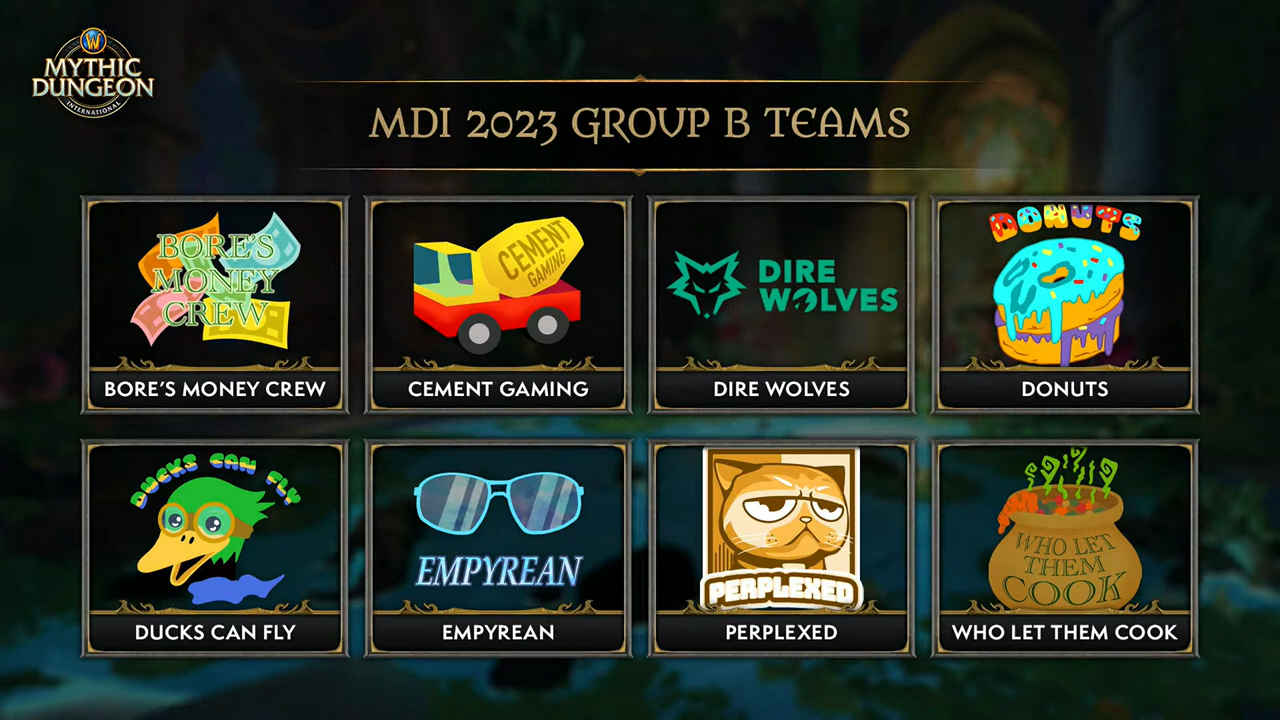 W
MYTHIC
DUNGEON
INTERNATIONAL
MDI 2023 GROUP B TEAMS
BORE'S
MONEY
CREW
BORE'S MONEY CREW
CEMENT
GAMING
CEMENT GAMING
DIRE
WOLVES
DIRE WOLVES
DONUTS
DONUTS
DUCKS CAN FLY
DUCKS CAN FLY
EMPYREAN
EMPYREAN
PERPLEXED
PERPLEXED
WHO LET
THEM
COOK
WHO LET THEM COOK